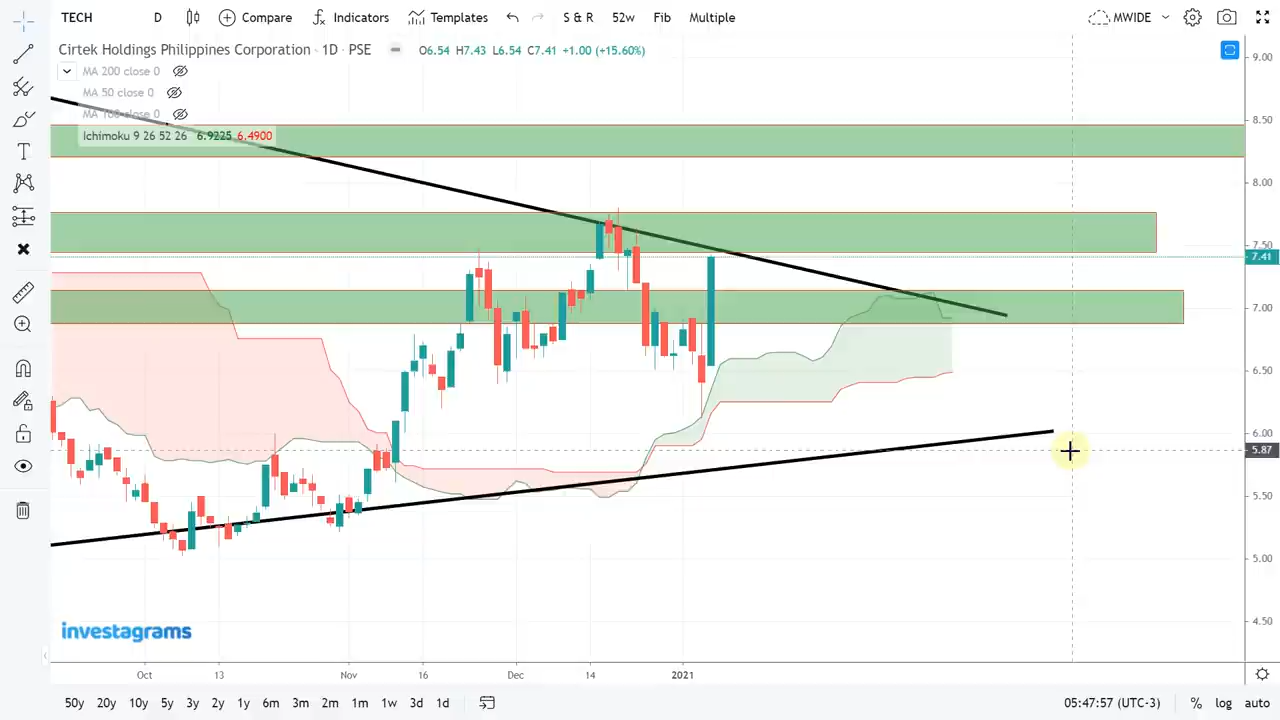 TECH D Compare Indicators Templates S & R 52w Fib Multiple MWIDE
Cirtek Holdings Philippines Corporation · 1D · PSE O6.54 H7.43 L6.54 C7.41 +1.00 (+15.60%)
MA 200 close 0
MA 50 close 0
MA 100 close 0
Ichimoku 9 26 52 26 6.9225 6.4900
9.00
8.50
8.00
7.50
7.41
7.00
6.50
6.00
5.87
5.50
5.00
4.50
investagrams
Oct 13 Nov 16 Dec 14 2021
50y 20y 10y 5y 3y 2y 1y 6m 3m 2m 1m 1w 3d 1d 05:47:57 (UTC-3) % log auto